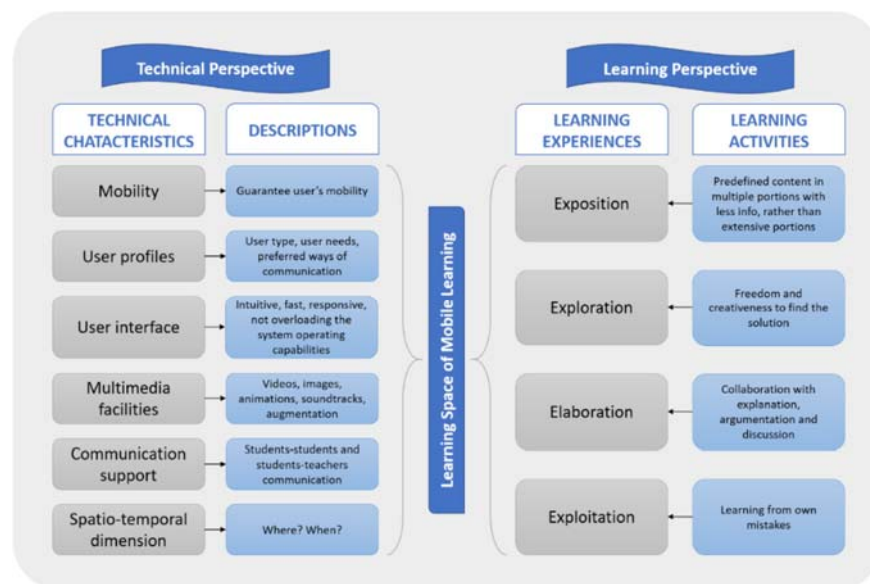 Technical Perspective
TECHNICAL
CHATACTERISTICS
DESCRIPTIONS
Mobility
Guarantee user's mobility
User profiles
User type, user needs,
preferred ways of
communication
User interface
Intuitive, fast, responsive,
not overloading the
system operating
capabilities
Multimedia
facilities
Videos, images,
animations, soundtracks,
augmentation
Communication
support
Students-students and
students-teachers
communication
Spatio-temporal
dimension
Where? When?
Learning Space of Mobile Learning
Learning Perspective
LEARNING
EXPERIENCES
LEARNING
ACTIVITIES
Exposition
Predefined content in
multiple portions with
less info, rather than
extensive portions
Exploration
Freedom and
creativeness to find the
solution
Elaboration
Collaboration with
explanation,
argumentation and
discussion
Exploitation
Learning from own
mistakes